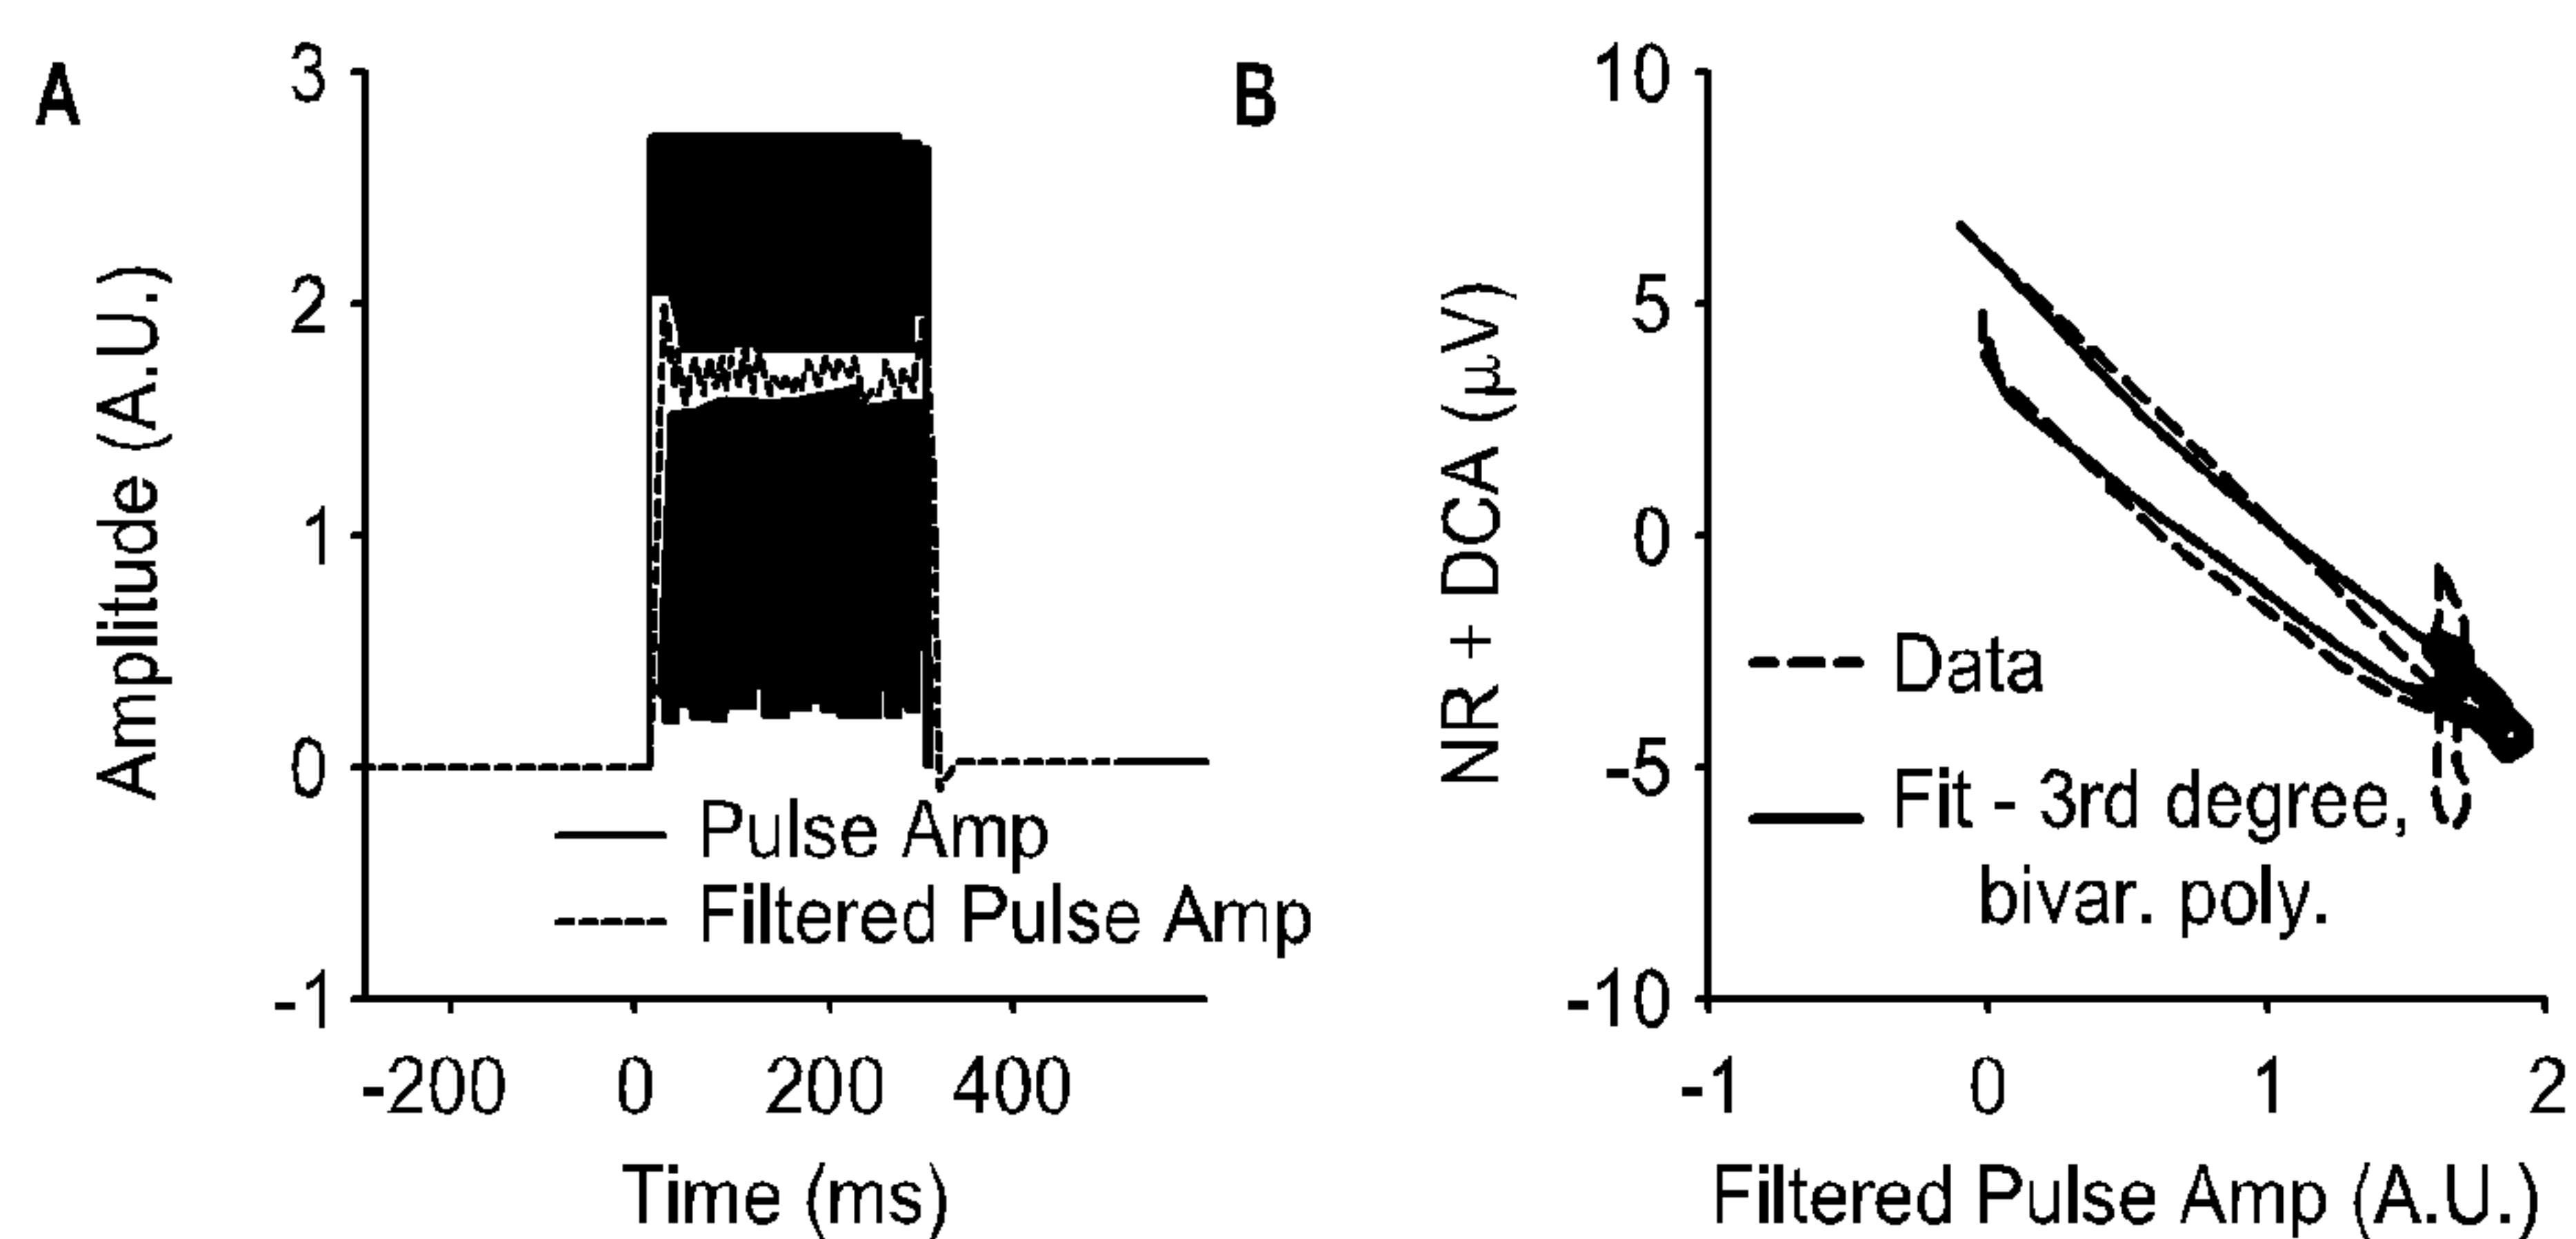 A
3
2
1
0
-1
-200 0 200 400
Amplitude (A.U.)
Time (ms)
Pulse Amp
Filtered Pulse Amp
B
10
5
0
-5
-10
-1 0 1 2
NR + DCA (μV)
Filtered Pulse Amp (A.U.)
Data
Fit - 3rd degree,
bivar. poly.